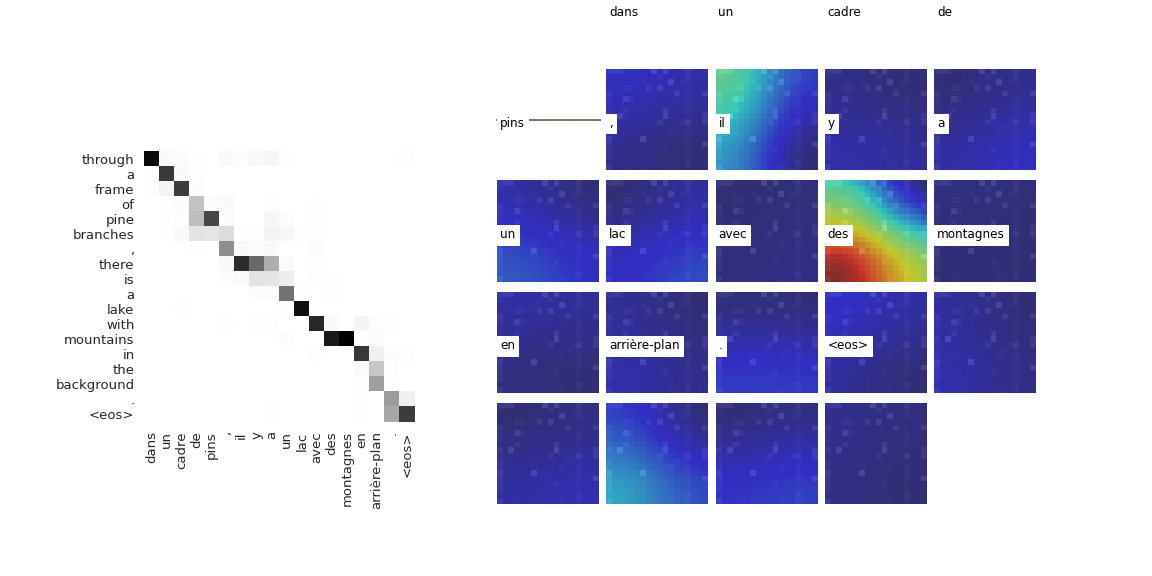 dans un cadre de
pins , il y a
un lac avec des montagnes
en arrière-plan . <eos>
through
a
frame
of
pine
branches
,
there
is
a
lake
with
mountains
in
the
background
.
<eos>
dans un cadre de pins , il y a un lac avec des montagnes en arrière-plan . <eos>